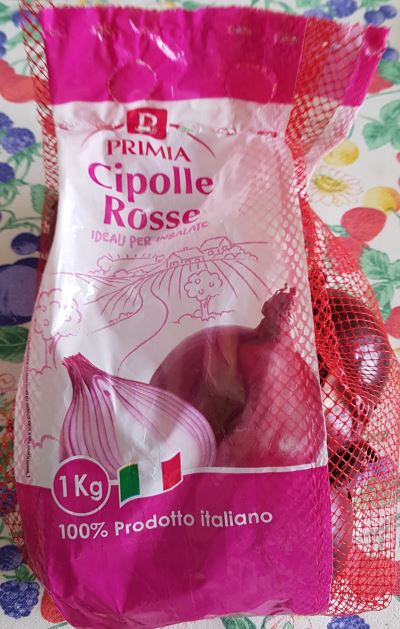 PRIMIA
Cipolle
Rosse
IDEALI PER INSALATE
1Kg
100% Prodotto italiano